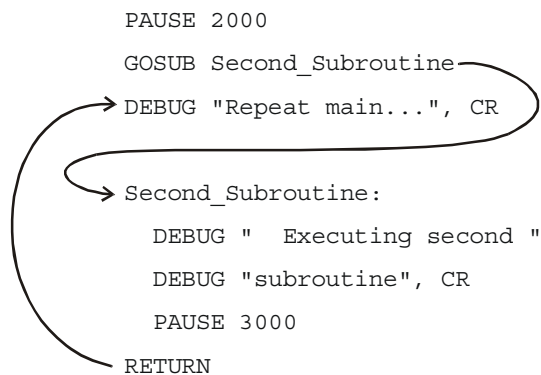 PAUSE 2000
GOSUB Second_Subroutine
DEBUG "Repeat main...", CR
Second_Subroutine:
DEBUG "  Executing second "
DEBUG "subroutine", CR
PAUSE 3000
RETURN